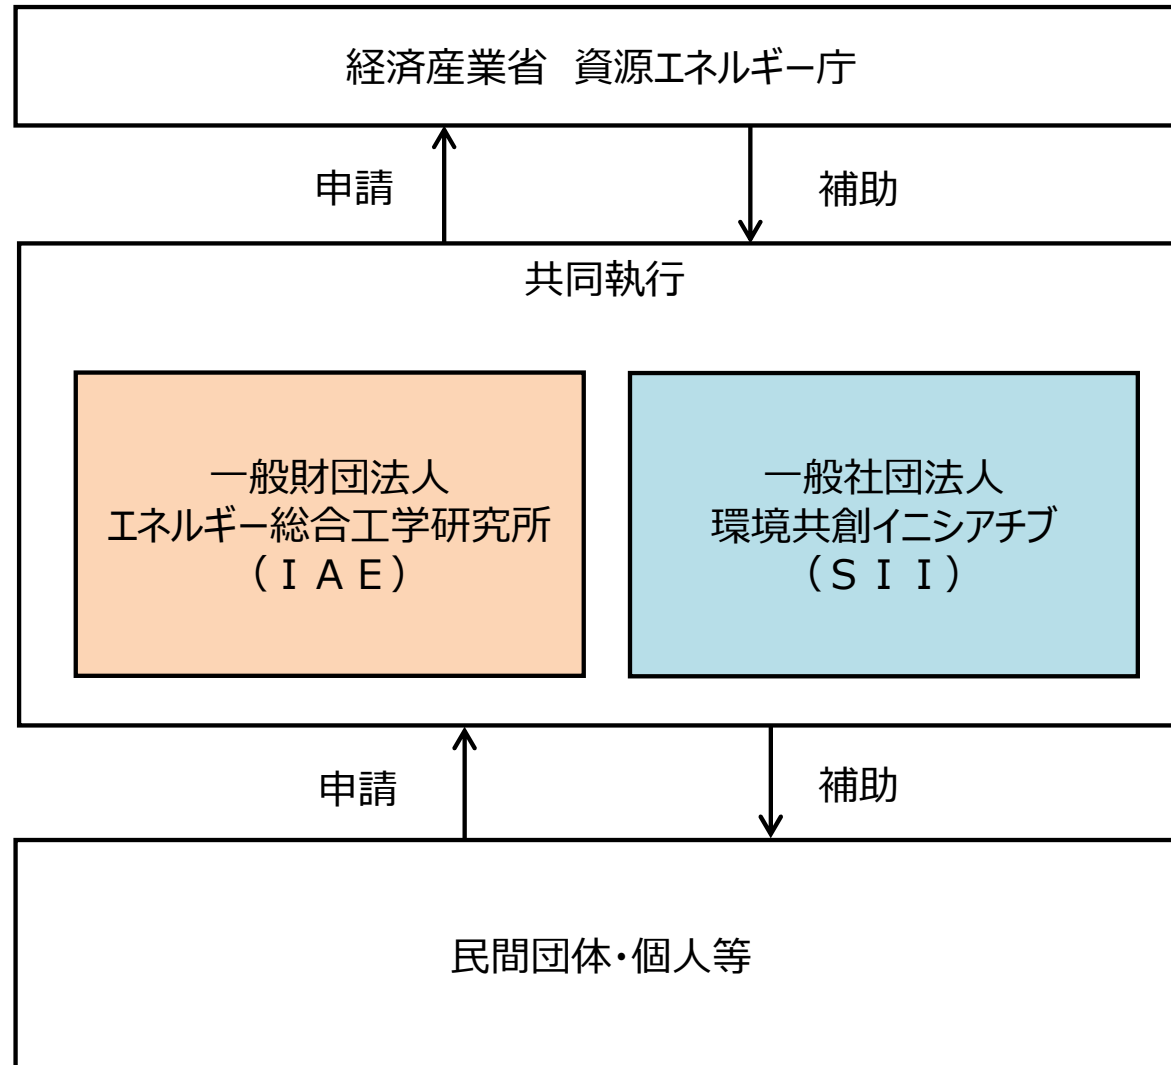 経済産業省　資源エネルギー庁
申請
補助
共同執行
一般財団法人
エネルギー総合工学研究所
（ＩＡＥ）
一般社団法人
環境共創イニシアチブ
（ＳＩＩ）
申請
補助
民間団体・個人等